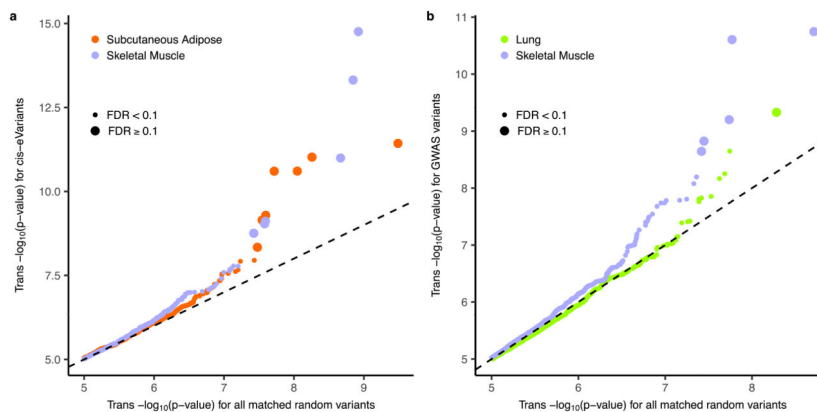 a
Trans −log10(p−value) for cis−eVariants
15.0
12.5
10.0
7.5
5.0
Subcutaneous Adipose
Skeletal Muscle
FDR < 0.1
FDR ≥ 0.1
5 6 7 8 9
Trans −log10(p−value) for all matched random variants
b
Trans −log10(p−value) for GWAS variants
11
10
9
8
7
6
5
Lung
Skeletal Muscle
FDR < 0.1
FDR ≥ 0.1
5 6 7 8
Trans −log10(p−value) for all matched random variants